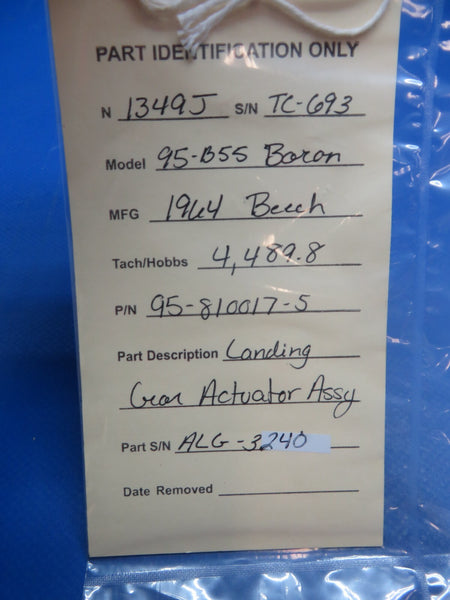 PART IDENTIFICATION ONLY
N 1349J S/N TC-693
Model 95-B55 Baron
MFG 1964 Beech
Tach/Hobbs 4,489.8
P/N 95-810017-5
Part Description Landing
Gear Actuator Assy
Part S/N ALG-3240
Date Removed